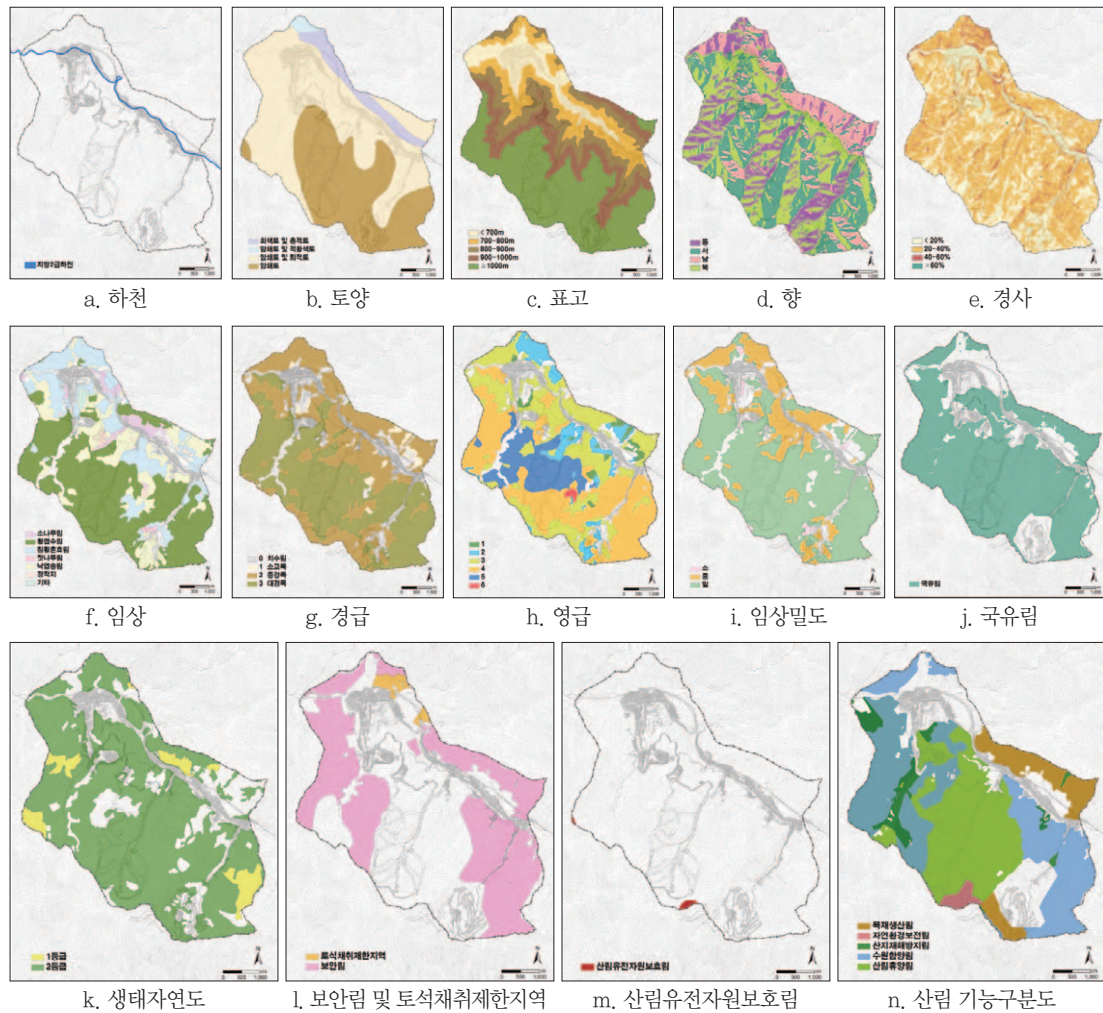 지방2급하천
a. 하천
회색토 및 충적토
암쇄토 및 적황색토
암쇄토 및 회적토
암쇄토
b. 토양
< 700m
700-800m
800-900m
900-1000m
≥1000m
c. 표고
동
서
남
북
d. 향
< 20%
20-40%
40-60%
≥60%
e. 경사
소나무림
활엽수림
침활혼효림
잣나무림
낙엽송림
경작지
기타
f. 임상
0 치수림
1 소경목
2 중경목
3 대경목
g. 경급
1
2
3
4
5
6
h. 영급
소
중
밀
i. 임상밀도
국유림
j. 국유림
1등급
2등급
k. 생태자연도
토석채취제한지역
보안림
l. 보안림 및 토석채취제한지역
산림유전자원보호림
m. 산림유전자원보호림
목재생산림
자연환경보전림
산지재해방지림
수원함양림
산림휴양림
n. 산림 기능구분도